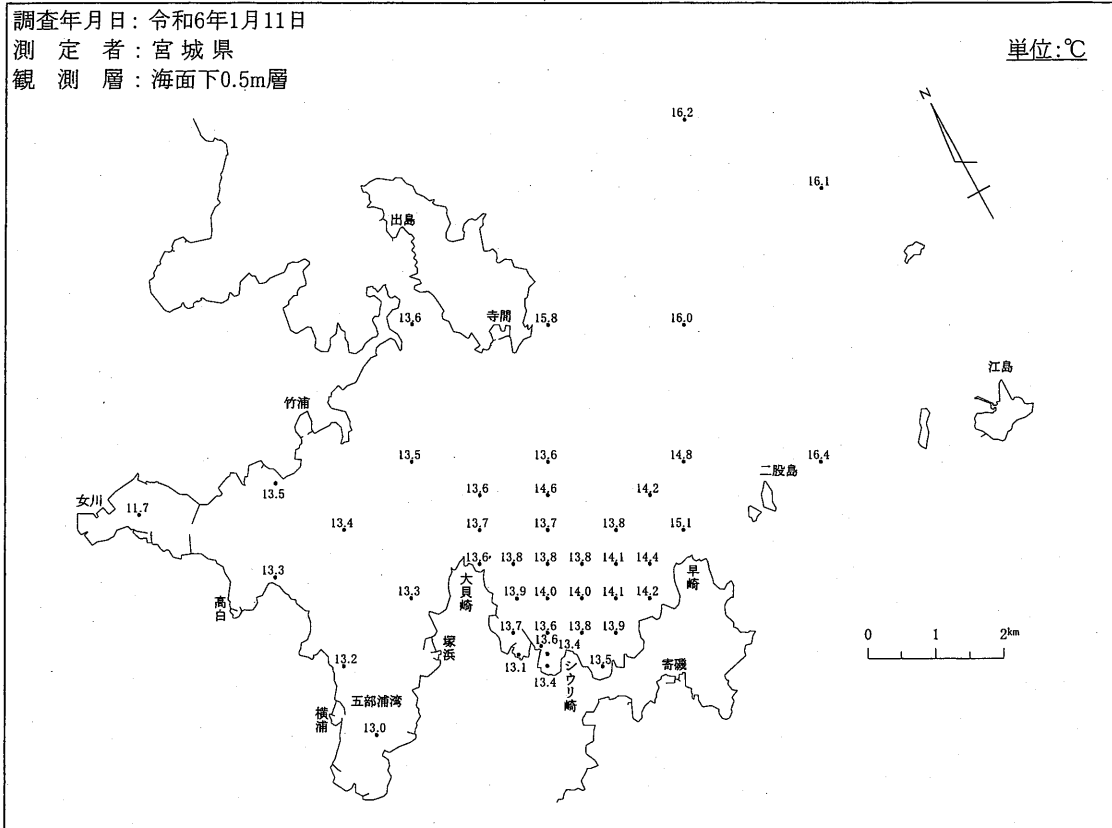 調査年月日：令和6年1月11日
測定者：宮城県
単位：℃
観測層：海面下0.5m層
N
16.2
16.1
出島
寺間
13.6
15.8
16.0
江島
竹浦
13.5
13.6
14.8
16.4
二股島
13.5
13.6
14.6
14.2
女川
11.7
13.4
13.7
13.7
13.8
15.1
13.6
13.8
13.8
13.8
14.1
14.4
13.3
大貝崎
早崎
高白
13.3
13.9
14.0
14.0
14.1
14.2
13.7
13.6
13.8
13.9
0 1 2km
塚浜
13.6
13.4
13.1
13.2
13.4
シウリ崎
13.5
寄磯
五部浦湾
横浦
13.0